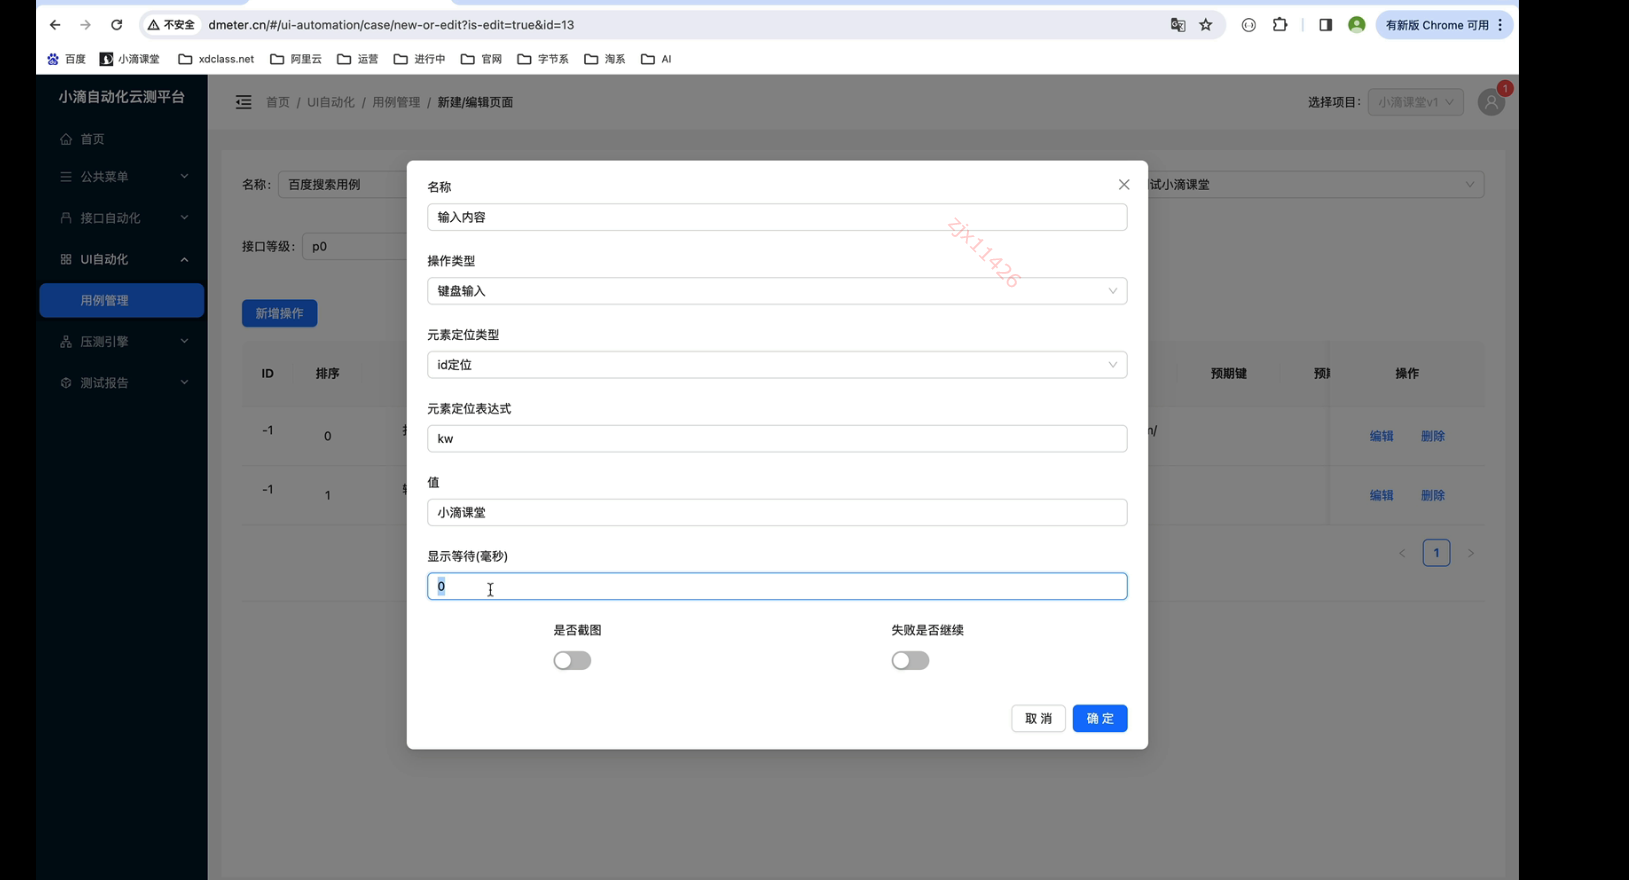 不安全 dmeter.cn/#/ui-automation/case/new-or-edit?is-edit=true&id=13 有新版 Chrome 可用
百度 小滴课堂 xdclass.net 阿里云 运营 进行中 官网 字节系 淘系 AI
小滴自动化云测平台
首页
公共菜单
接口自动化
UI自动化
用例管理
压测引擎
测试报告
首页 / UI自动化 / 用例管理 / 新建/编辑页面
选择项目: 小滴课堂v1
1
名称: 百度搜索用例
试小滴课堂
接口等级: p0
新增操作
ID 排序 预期键 操作
-1 0 n/ 编辑 删除
-1 1 编辑 删除
1
名称
输入内容
操作类型
键盘输入
元素定位类型
id定位
元素定位表达式
kw
值
小滴课堂
显示等待(毫秒)
0
是否截图 失败是否继续
取 消 确 定
zjx11426